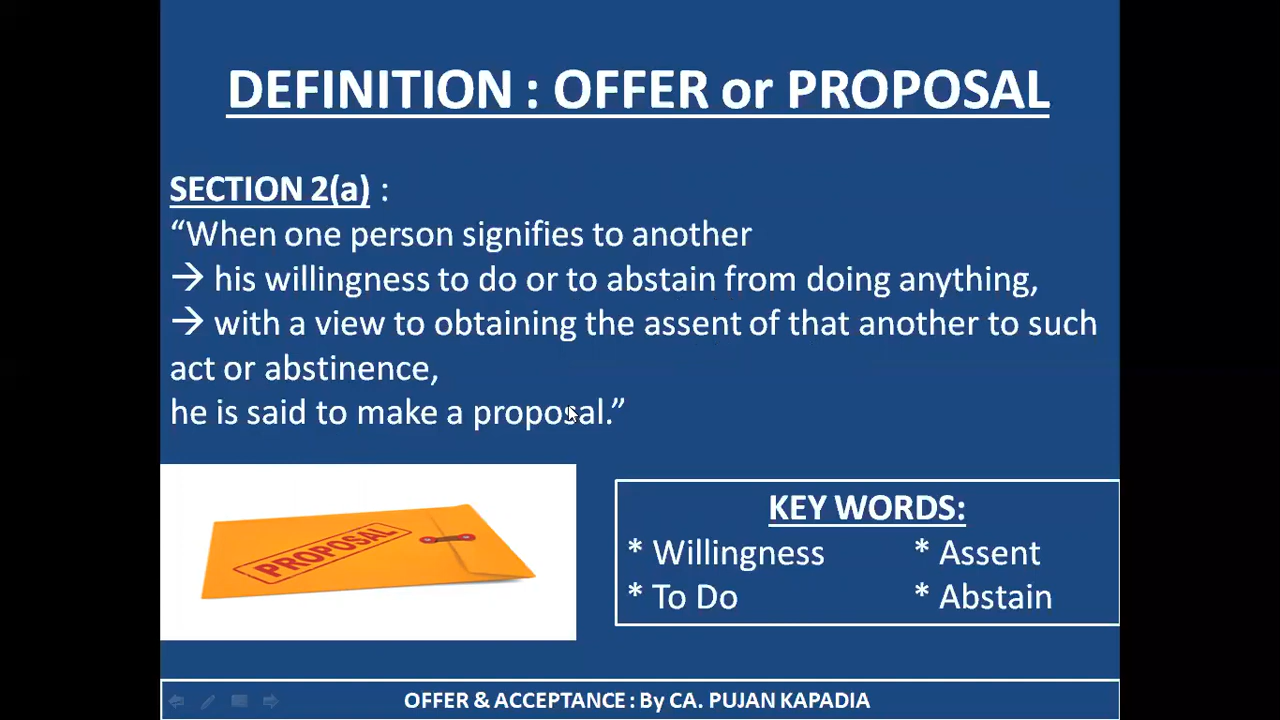 DEFINITION : OFFER or PROPOSAL
SECTION 2(a) :
“When one person signifies to another
→ his willingness to do or to abstain from doing anything,
→ with a view to obtaining the assent of that another to such
act or abstinence,
he is said to make a proposal.”
PROPOSAL
KEY WORDS:
* Willingness * Assent
* To Do * Abstain
OFFER & ACCEPTANCE : By CA. PUJAN KAPADIA